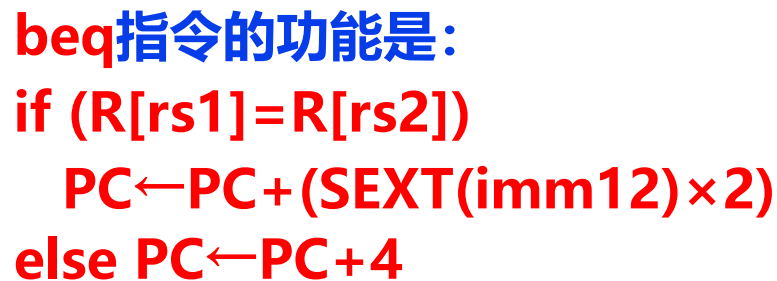 beq指令的功能是：
if (R[rs1]=R[rs2])
PC←PC+(SEXT(imm12)×2)
else PC←PC+4